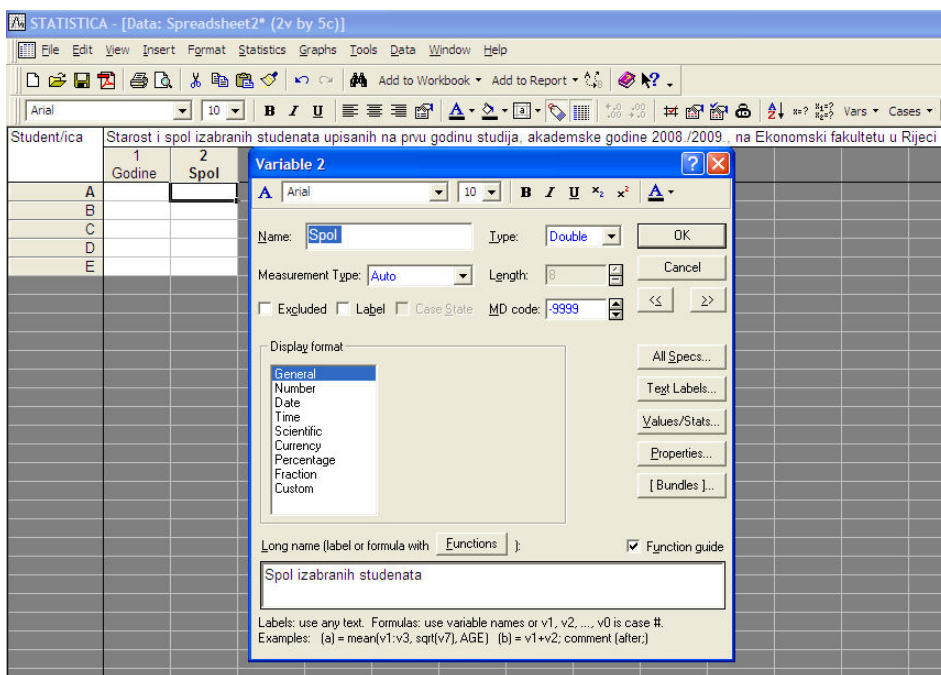 STATISTICA - [Data: Spreadsheet2* (2v by 5c)]
File Edit View Insert Format Statistics Graphs Tools Data Window Help
Add to Workbook Add to Report
Arial 10 B I U A Vars Cases
Student/ica Starost i spol izabranih studenata upisanih na prvu godinu studija, akademske godine 2008./2009., na Ekonomski fakultetu u Rijeci
1 2
Godine Spol
A
B
C
D
E
Variable 2
A Arial 10 B I U x₂ x² A
Name: Spol Type: Double OK
Measurement Type: Auto Length: 8 Cancel
Excluded Label Case State MD code: -9999 << >>
Display format
General
Number
Date
Time
Scientific
Currency
Percentage
Fraction
Custom
All Specs...
Text Labels...
Values/Stats...
Properties...
[ Bundles ]...
Long name (label or formula with Functions ): Function guide
Spol izabranih studenata
Labels: use any text. Formulas: use variable names or v1, v2, ..., v0 is case #.
Examples: (a) = mean(v1:v3, sqrt(v7), AGE) (b) = v1+v2; comment (after;)